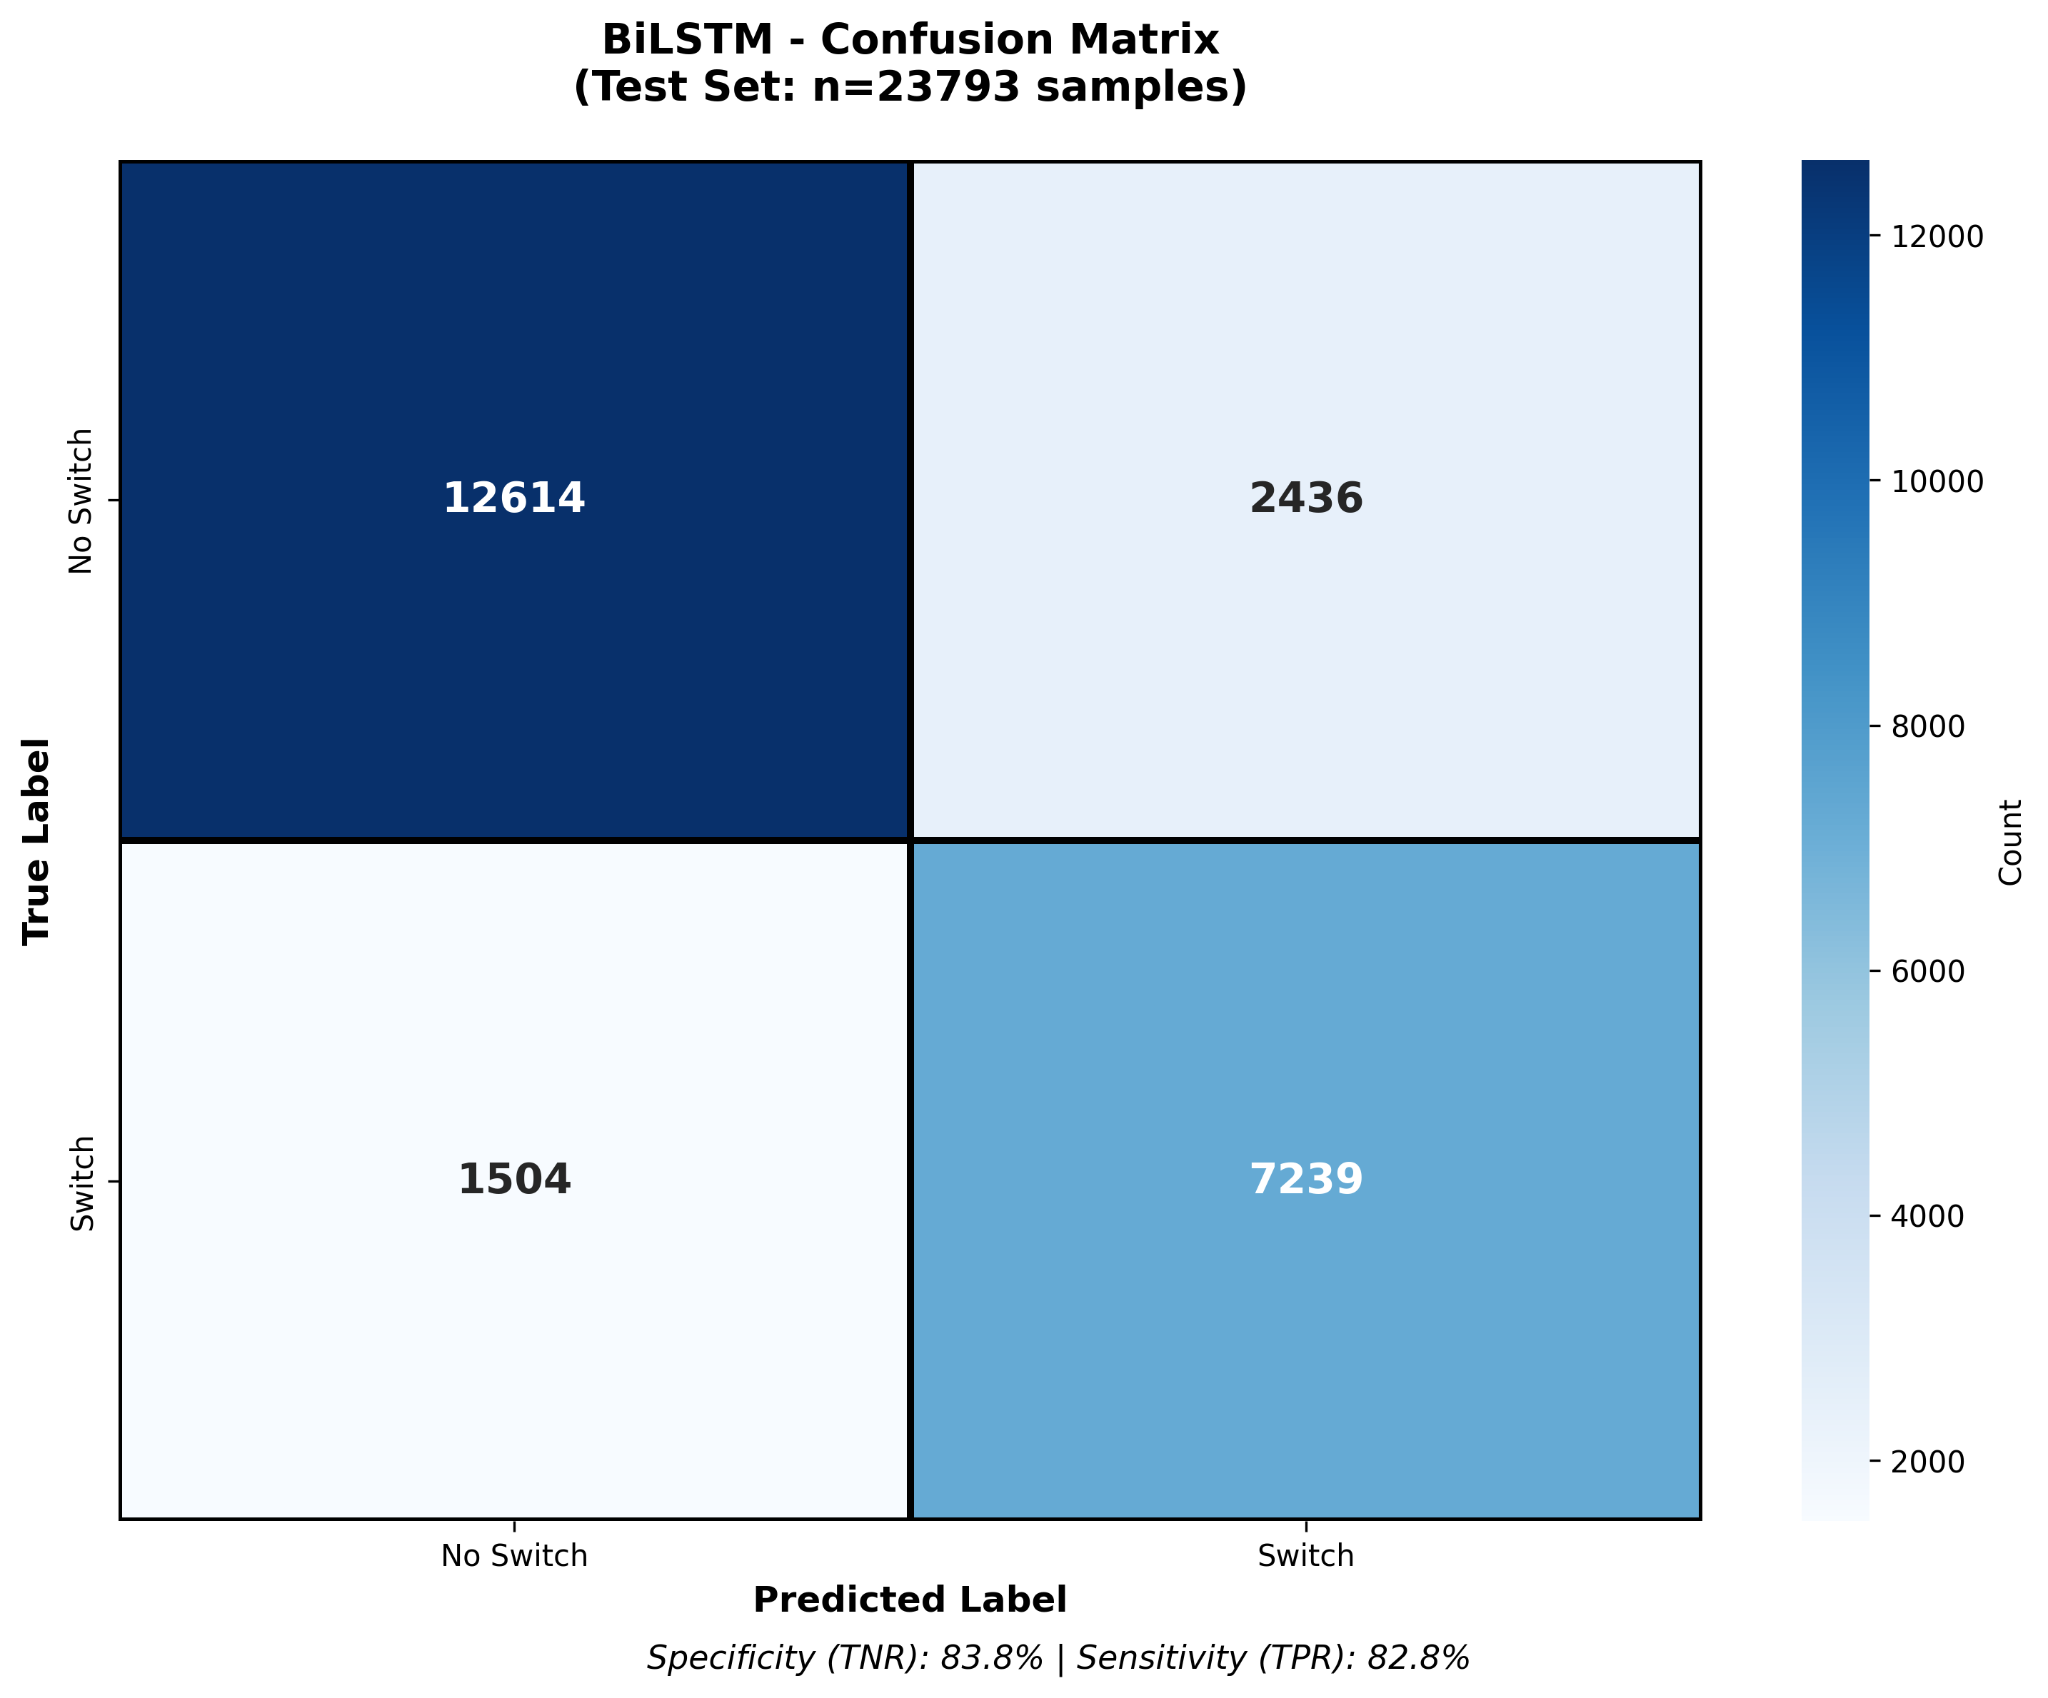 BiLSTM - Confusion Matrix
(Test Set: n=23793 samples)
True Label
No Switch
Switch
12614
2436
1504
7239
No Switch
Switch
Predicted Label
Specificity (TNR): 83.8% | Sensitivity (TPR): 82.8%
12000
10000
8000
6000
4000
2000
Count